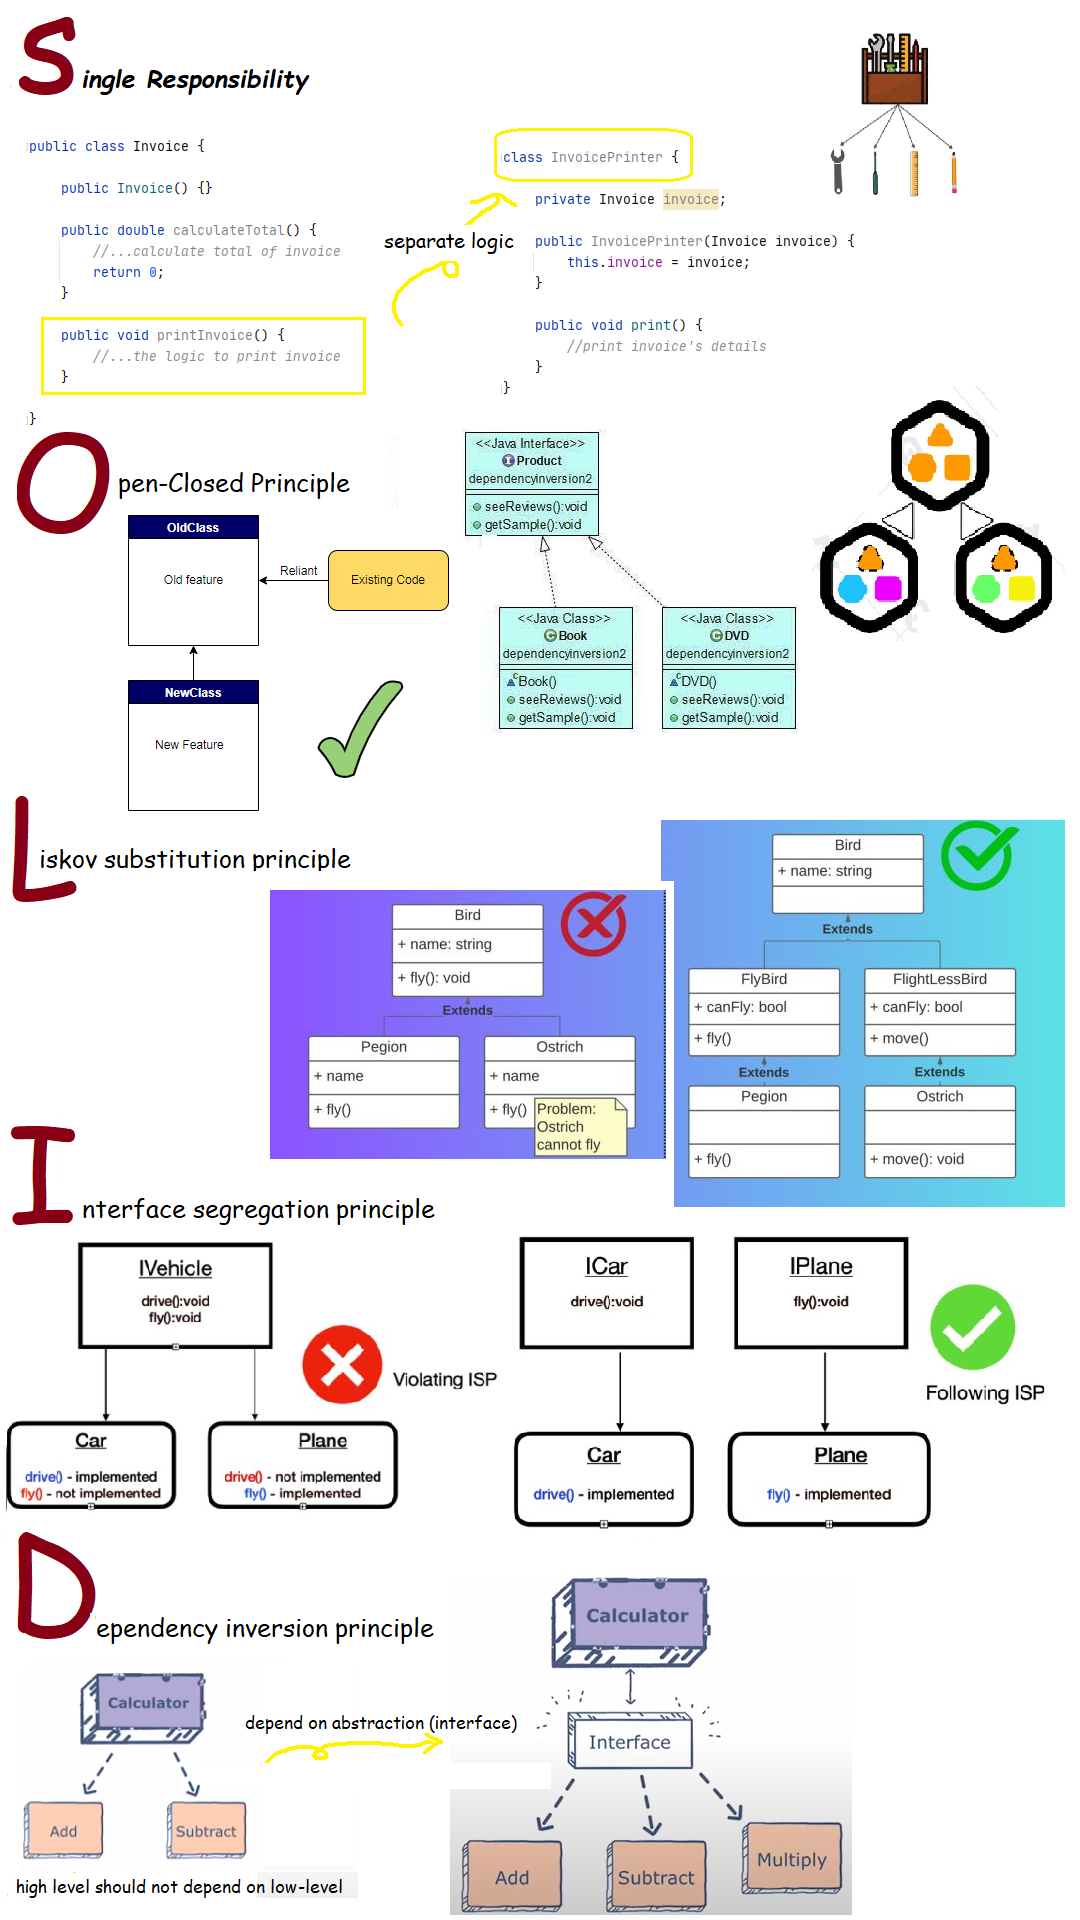 Single Responsibility
public class Invoice {
public Invoice() {}
public double calculateTotal() {
//...calculate total of invoice
return 0;
}
public void printInvoice() {
//...the logic to print invoice
}
}
separate logic
class InvoicePrinter {
private Invoice invoice;
public InvoicePrinter(Invoice invoice) {
this.invoice = invoice;
}
public void print() {
//print invoice's details
}
}
Open-Closed Principle
OldClass
Old feature
Reliant
Existing Code
NewClass
New Feature
<<Java Interface>>
I Product
dependencyinversion2
seeReviews():void
getSample():void
<<Java Class>>
C Book
dependencyinversion2
C Book()
seeReviews():void
getSample():void
<<Java Class>>
C DVD
dependencyinversion2
C DVD()
seeReviews():void
getSample():void
Liskov substitution principle
Bird
+ name: string
+ fly(): void
Extends
Pegion
+ name
+ fly()
Ostrich
+ name
+ fly()
Problem:
Ostrich
cannot fly
Bird
+ name: string
Extends
FlyBird
+ canFly: bool
+ fly()
FlightLessBird
+ canFly: bool
+ move()
Extends
Extends
Pegion
+ fly()
Ostrich
+ move(): void
Interface segregation principle
IVehicle
drive():void
fly():void
Violating ISP
Car
drive() - implemented
fly() - not implemented
Plane
drive() - not implemented
fly() - implemented
ICar
drive():void
IPlane
fly():void
Following ISP
Car
drive() - implemented
Plane
fly() - implemented
Dependency inversion principle
Calculator
Add
Subtract
high level should not depend on low-level
depend on abstraction (interface)
Calculator
Interface
Add
Subtract
Multiply